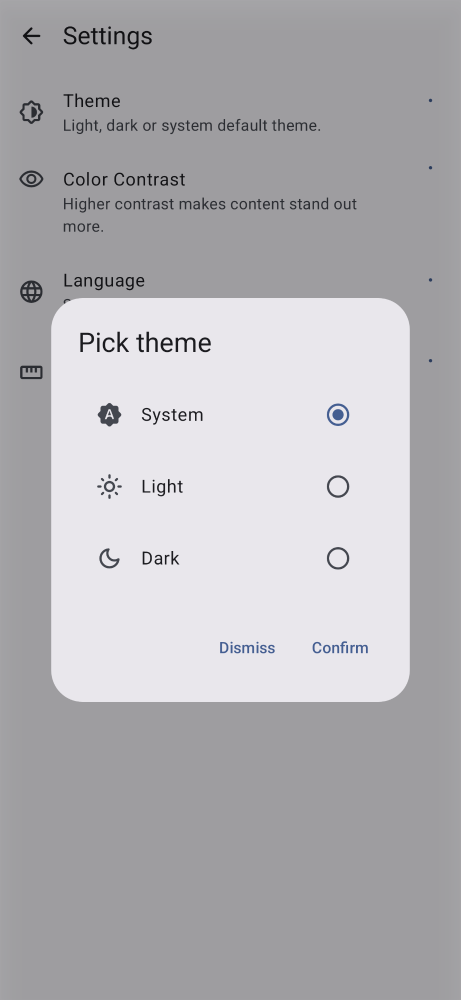 Settings
Theme
Light, dark or system default theme.
Color Contrast
Higher contrast makes content stand out
more.
Language
Pick theme
A
System
Light
Dark
Dismiss
Confirm